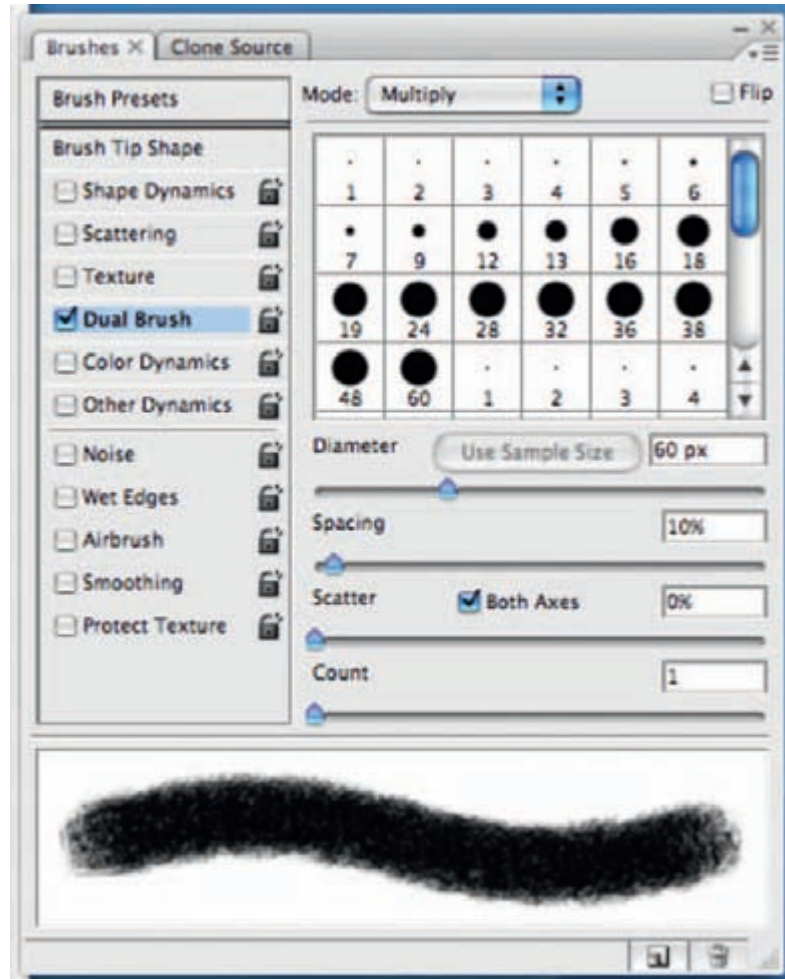 Brushes × Clone Source
Brush Presets
Brush Tip Shape
Shape Dynamics
Scattering
Texture
Dual Brush
Color Dynamics
Other Dynamics
Noise
Wet Edges
Airbrush
Smoothing
Protect Texture
Mode: Multiply Flip
1 2 3 4 5 6
7 9 12 13 16 18
19 24 28 32 36 38
48 60 1 2 3 4
Diameter Use Sample Size 60 px
Spacing 10%
Scatter Both Axes 0%
Count 1